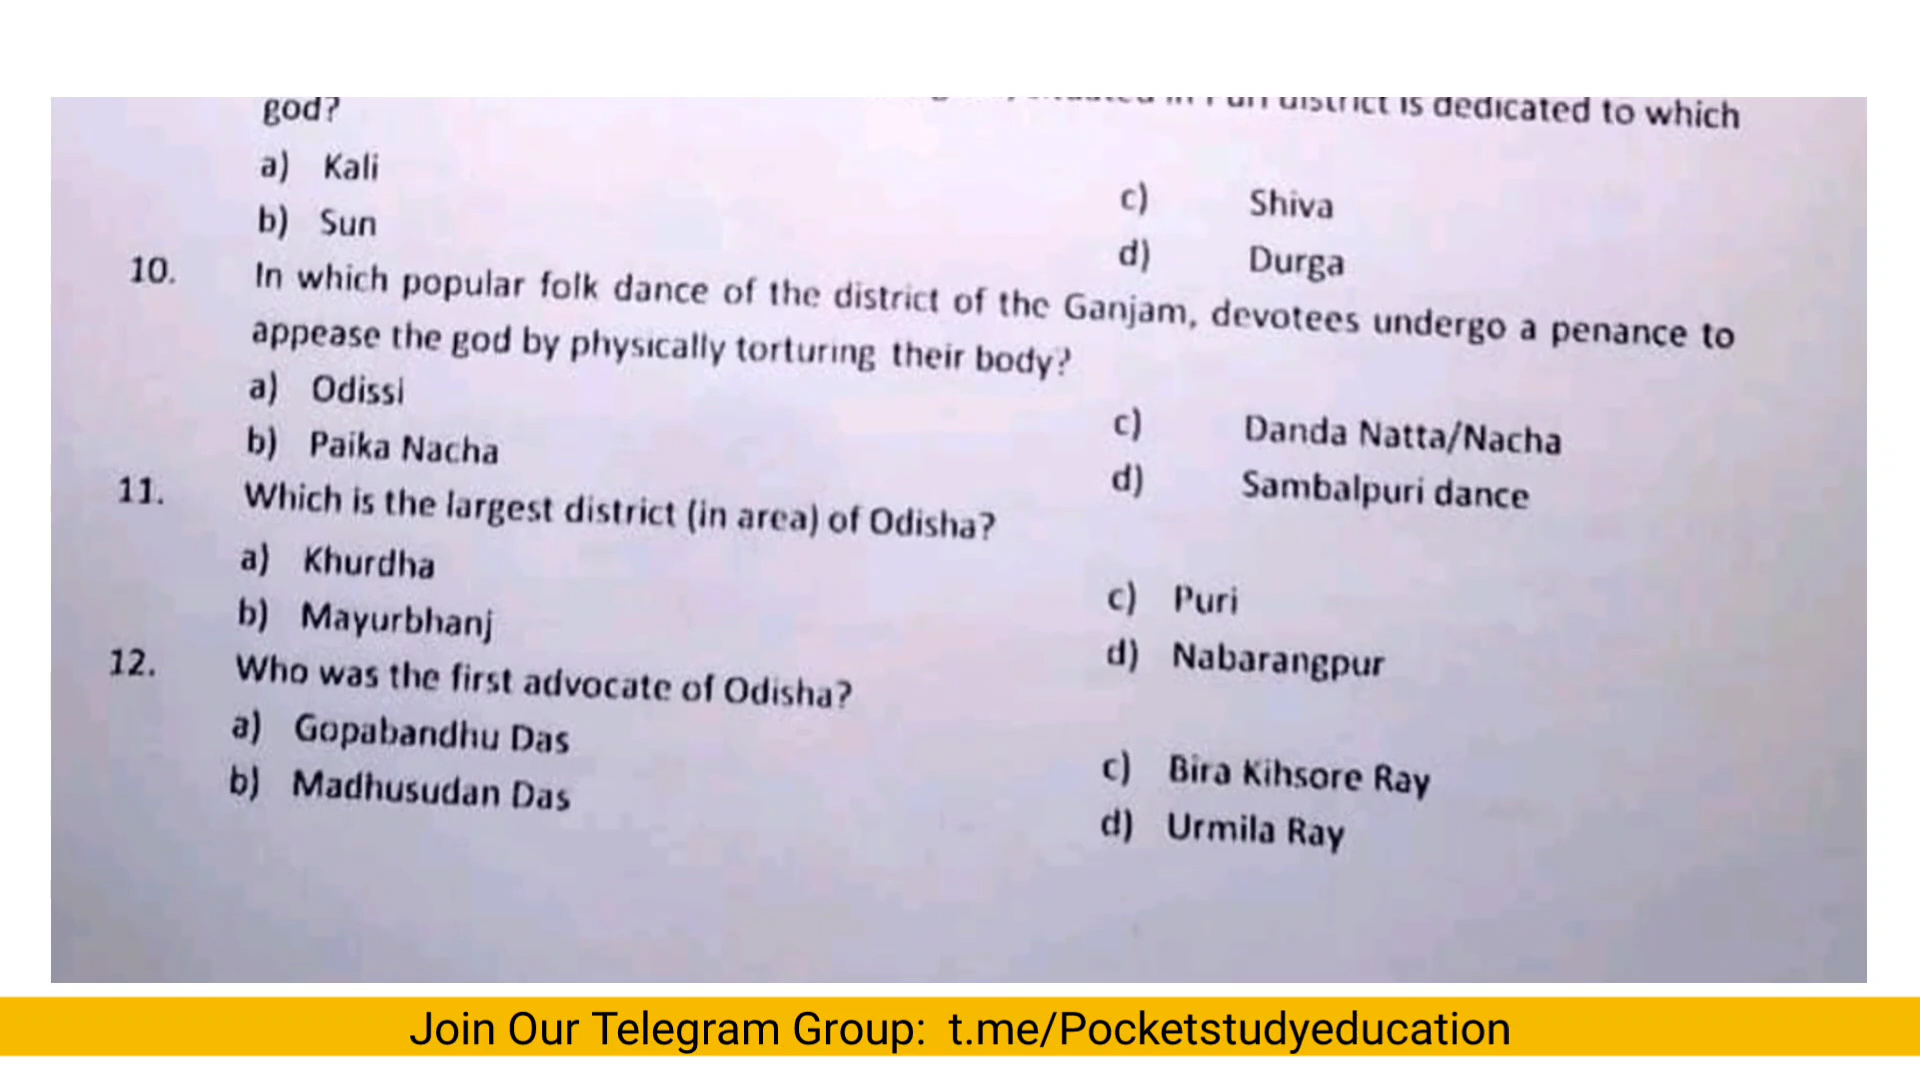 district is dedicated to which
god?
a) Kali
c) Shiva
b) Sun
d) Durga
10. In which popular folk dance of the district of the Ganjam, devotees undergo a penance to
appease the god by physically torturing their body?
a) Odissi
c) Danda Natta/Nacha
b) Paika Nacha
d) Sambalpuri dance
11. Which is the largest district (in area) of Odisha?
a) Khurdha
c) Puri
b) Mayurbhanj
d) Nabarangpur
12. Who was the first advocate of Odisha?
a) Gopabandhu Das
c) Bira Kihsore Ray
b) Madhusudan Das
d) Urmila Ray
Join Our Telegram Group: t.me/Pocketstudyeducation